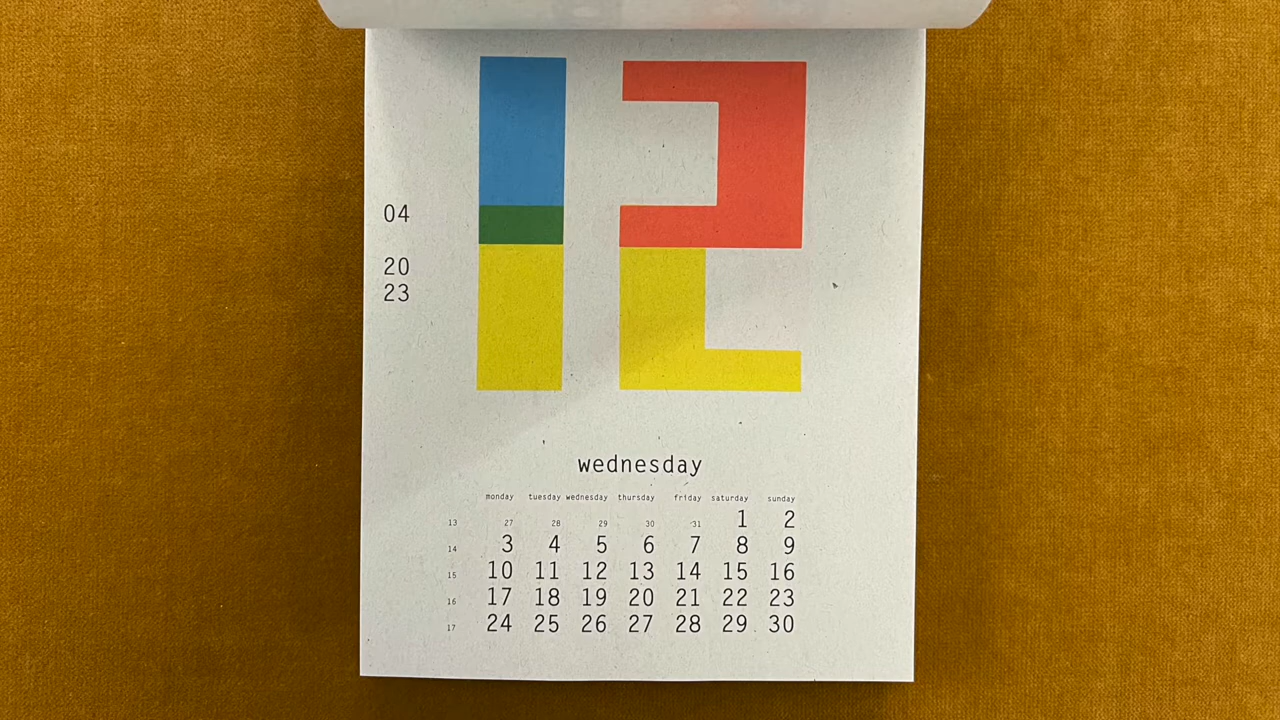 12
04
20
23
wednesday
monday tuesday wednesday thursday friday saturday sunday
13 27 28 29 30 31 1 2
14 3 4 5 6 7 8 9
15 10 11 12 13 14 15 16
16 17 18 19 20 21 22 23
17 24 25 26 27 28 29 30